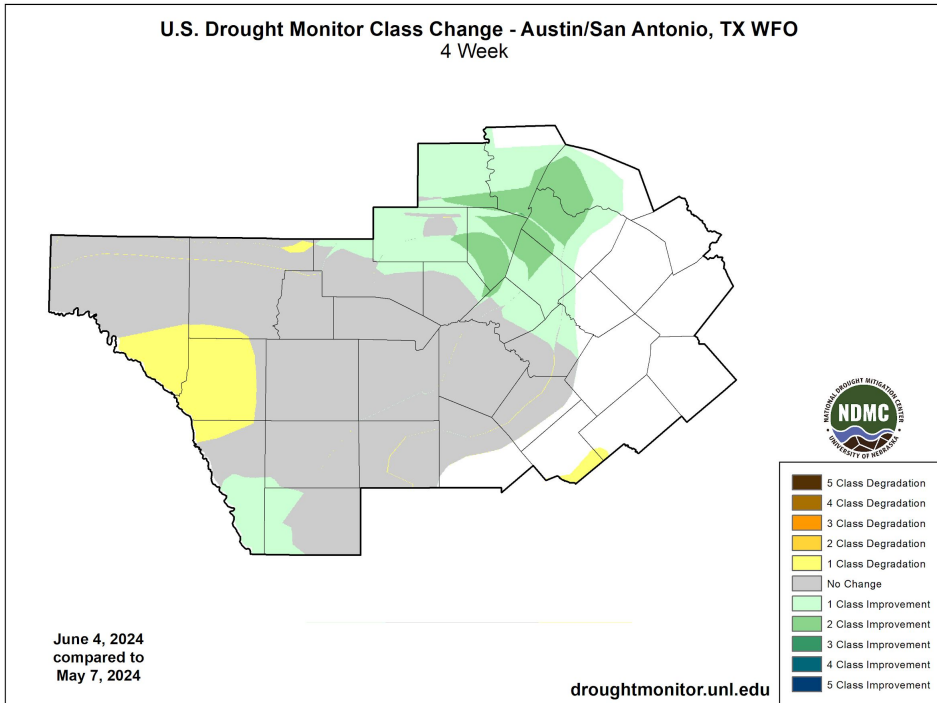 U.S. Drought Monitor Class Change - Austin/San Antonio, TX WFO
4 Week
NATIONAL DROUGHT MITIGATION CENTER
NDMC
UNIVERSITY OF NEBRASKA
5 Class Degradation
4 Class Degradation
3 Class Degradation
2 Class Degradation
1 Class Degradation
No Change
1 Class Improvement
2 Class Improvement
3 Class Improvement
4 Class Improvement
5 Class Improvement
June 4, 2024
compared to
May 7, 2024
droughtmonitor.unl.edu